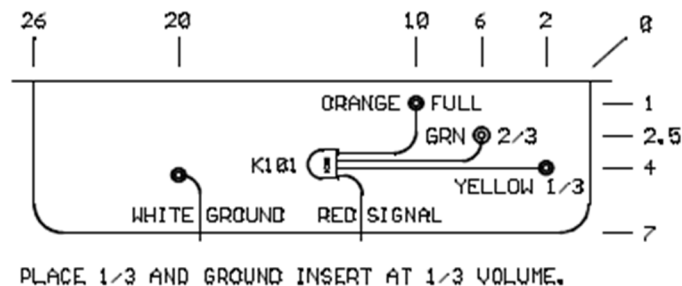 26 20 10 6 2 0
ORANGE FULL 1
GRN 2/3 2.5
K101 4
YELLOW 1/3
WHITE GROUND RED SIGNAL
7
PLACE 1/3 AND GROUND INSERT AT 1/3 VOLUME.